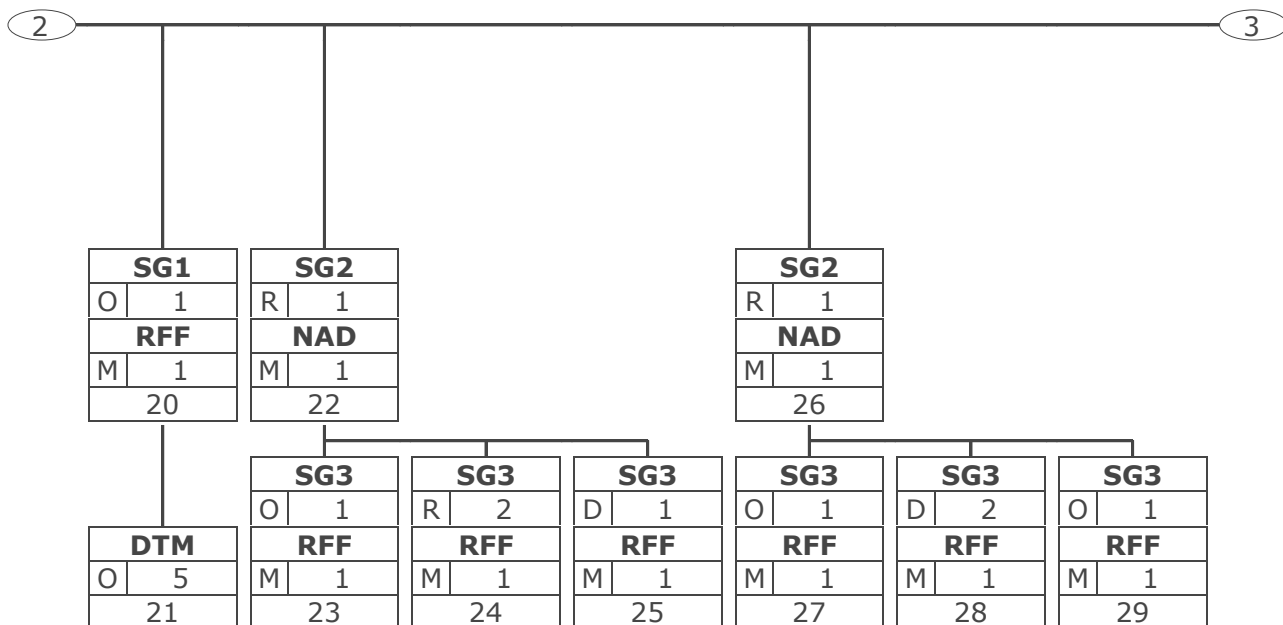 2 3
SG1 SG2 SG2
O 1 R 1 R 1
RFF NAD NAD
M 1 M 1 M 1
20 22 26
SG3 SG3 SG3 SG3 SG3 SG3
O 1 R 2 D 1 O 1 D 2 O 1
DTM RFF RFF RFF RFF RFF RFF
O 5 M 1 M 1 M 1 M 1 M 1 M 1
21 23 24 25 27 28 29